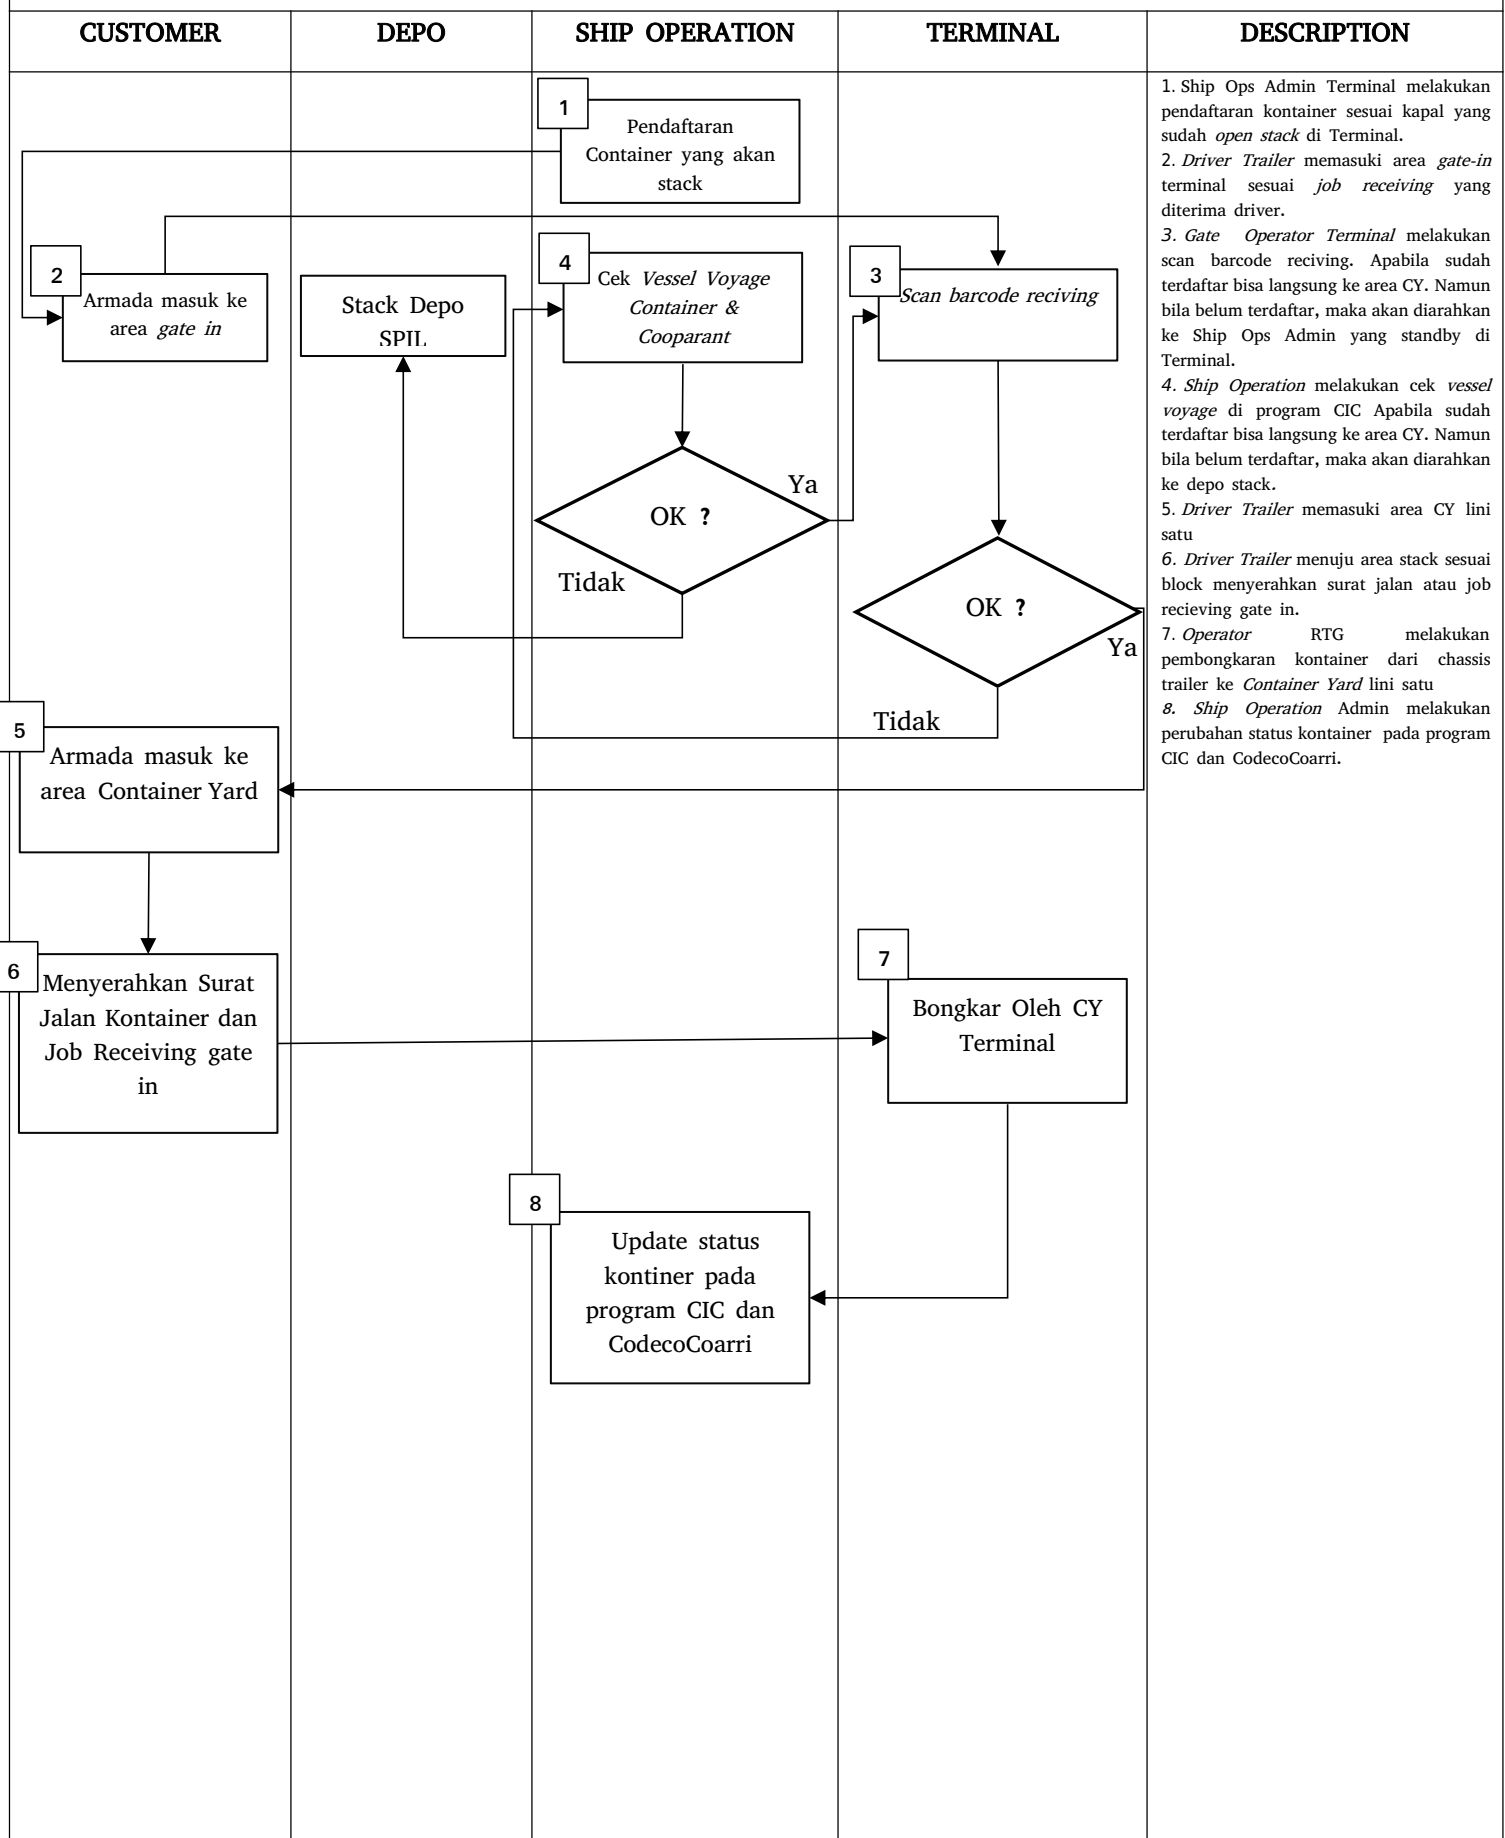 CUSTOMER
DEPO
SHIP OPERATION
TERMINAL
DESCRIPTION
1
Pendaftaran
Container yang akan
stack
2
Armada masuk ke
area gate in
Stack Depo
SPIL
4
Cek Vessel Voyage
Container &
Cooparant
3
Scan barcode reciving
OK ?
Ya
Tidak
OK ?
Ya
Tidak
5
Armada masuk ke
area Container Yard
6
Menyerahkan Surat
Jalan Kontainer dan
Job Receiving gate
in
7
Bongkar Oleh CY
Terminal
8
Update status
kontiner pada
program CIC dan
CodecoCoarri
1. Ship Ops Admin Terminal melakukan
pendaftaran kontainer sesuai kapal yang
sudah open stack di Terminal.
2. Driver Trailer memasuki area gate-in
terminal sesuai job receiving yang
diterima driver.
3. Gate Operator Terminal melakukan
scan barcode reciving. Apabila sudah
terdaftar bisa langsung ke area CY. Namun
bila belum terdaftar, maka akan diarahkan
ke Ship Ops Admin yang standby di
Terminal.
4. Ship Operation melakukan cek vessel
voyage di program CIC Apabila sudah
terdaftar bisa langsung ke area CY. Namun
bila belum terdaftar, maka akan diarahkan
ke depo stack.
5. Driver Trailer memasuki area CY lini
satu
6. Driver Trailer menuju area stack sesuai
block menyerahkan surat jalan atau job
recieving gate in.
7. Operator RTG melakukan
pembongkaran kontainer dari chassis
trailer ke Container Yard lini satu
8. Ship Operation Admin melakukan
perubahan status kontainer pada program
CIC dan CodecoCoarri.